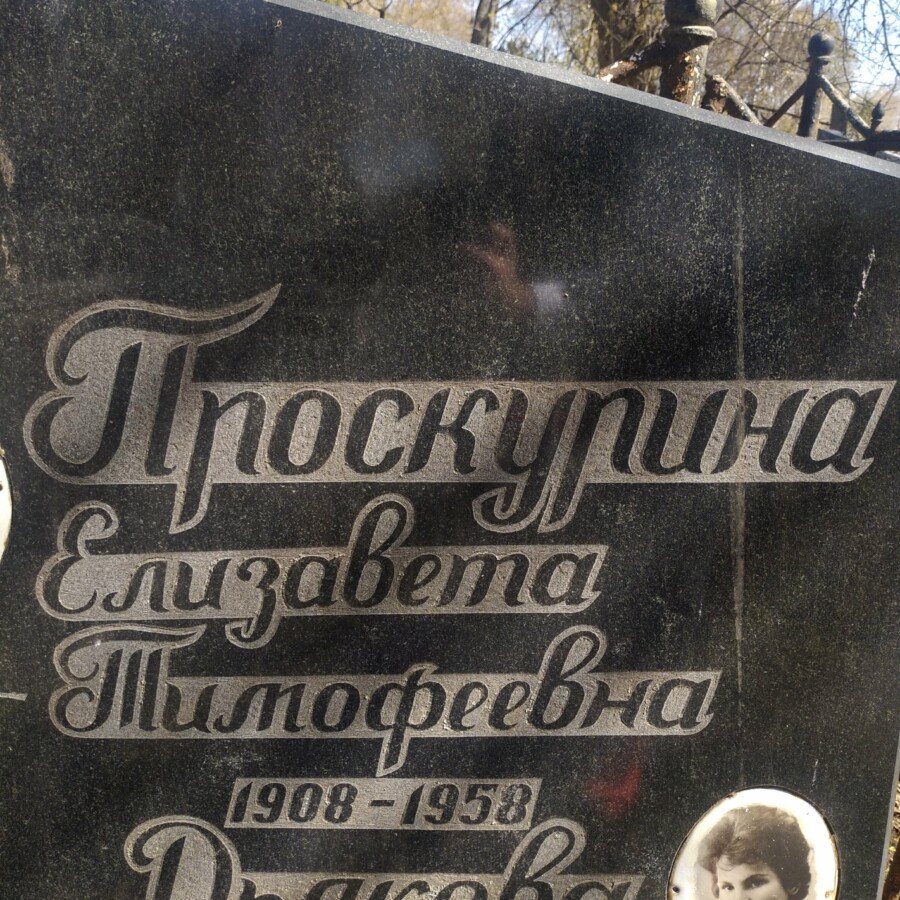 Проскурина
Елизавета
Тимофеевна
1908-1958